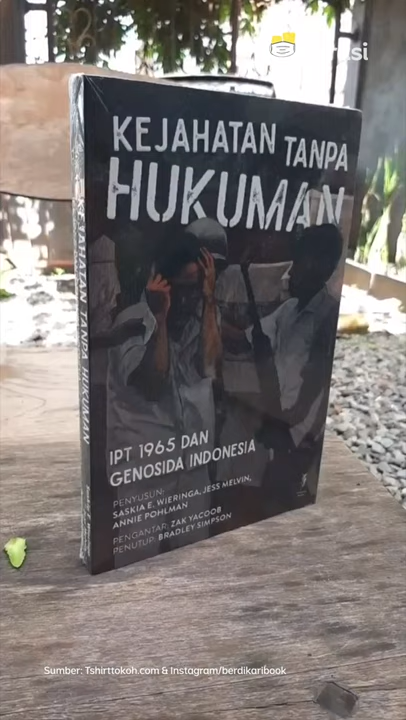 KEJAHATAN TANPA
HUKUMAN
KEJAHATAN TANPA HUKUMAN
IPT 1965 DAN
GENOSIDA INDONESIA
PENYUSUN:
SASKIA E. WIERINGA, JESS MELVIN,
ANNIE POHLMAN
PENGANTAR: ZAK YACOOB
PENUTUP: BRADLEY SIMPSON
Sumber: Tshirttokoh.com & Instagram/berdikaribook